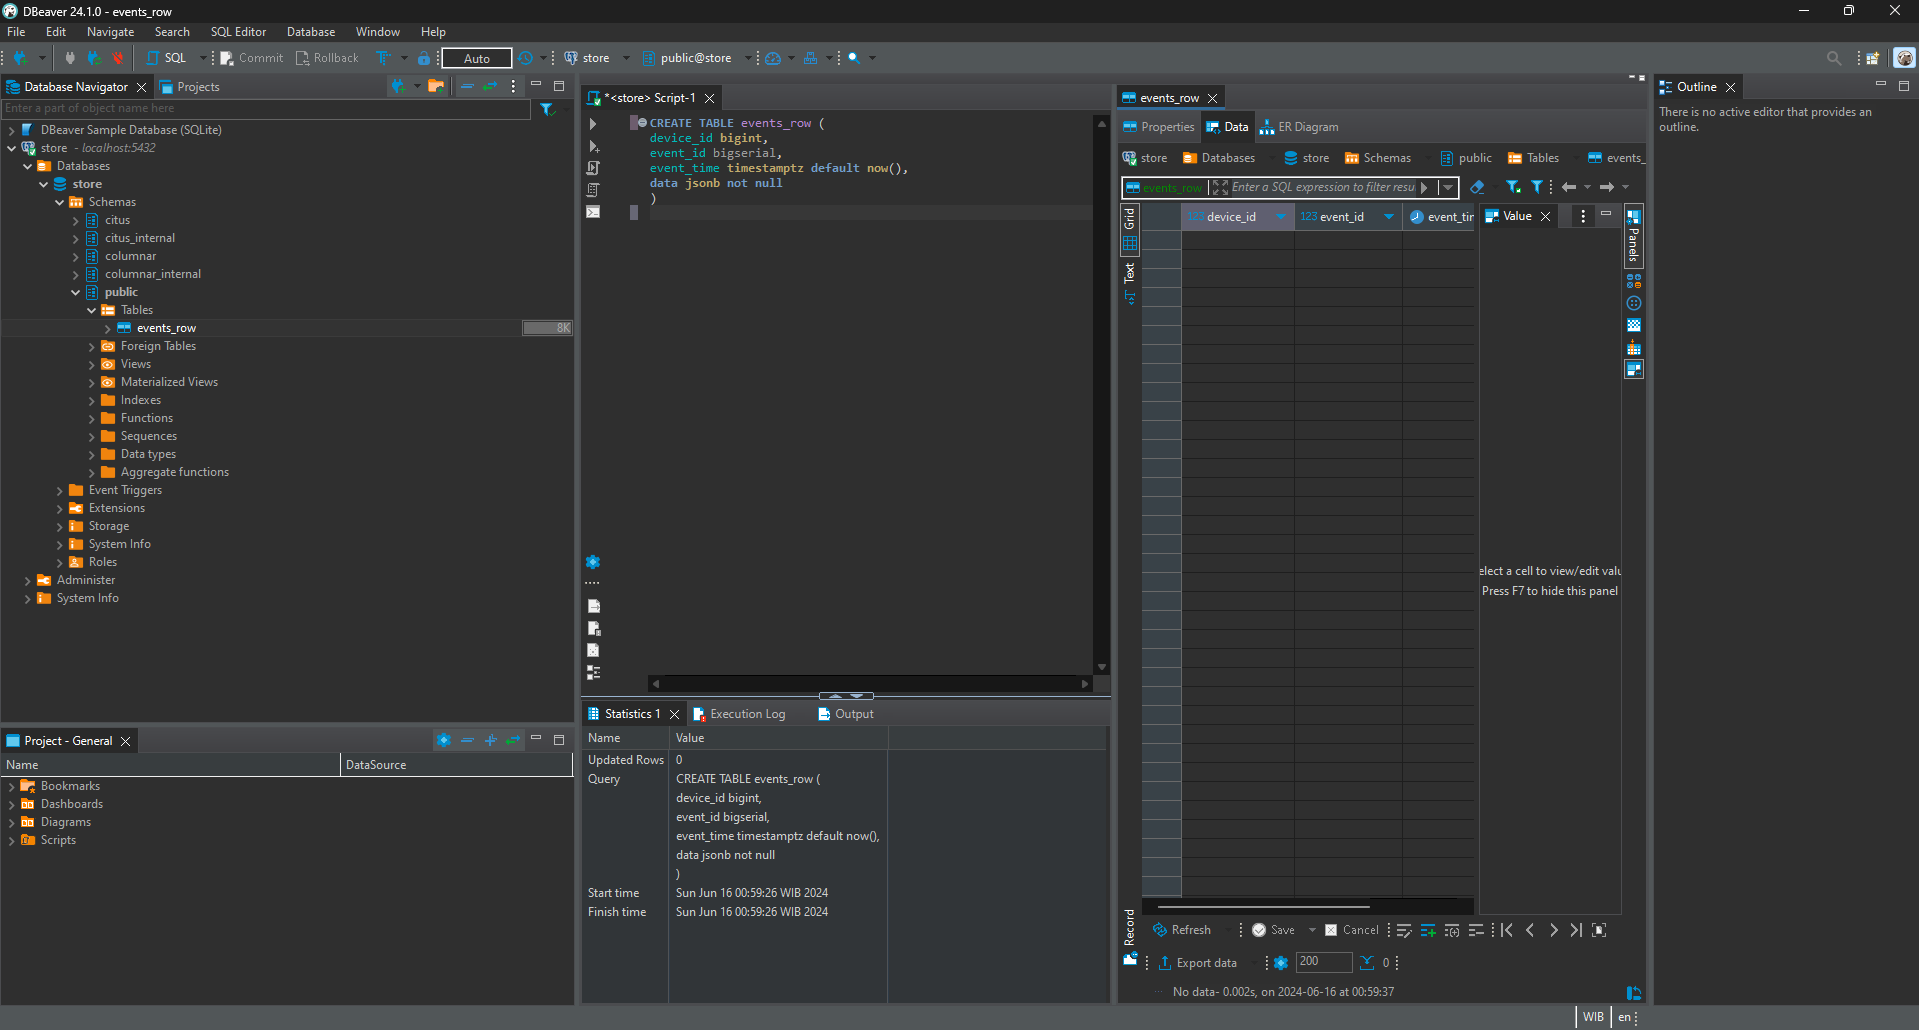 DBeaver 24.1.0 - events_row
File Edit Navigate Search SQL Editor Database Window Help
SQL Commit Rollback Auto store public@store
Database Navigator Projects
Enter a part of object name here
DBeaver Sample Database (SQLite)
store - localhost:5432
Databases
store
Schemas
citus
citus_internal
columnar
columnar_internal
public
Tables
events_row 8K
Foreign Tables
Views
Materialized Views
Indexes
Functions
Sequences
Data types
Aggregate functions
Event Triggers
Extensions
Storage
System Info
Roles
Administer
System Info
Project - General
Name DataSource
Bookmarks
Dashboards
Diagrams
Scripts
*<store> Script-1
CREATE TABLE events_row (
device_id bigint,
event_id bigserial,
event_time timestamptz default now(),
data jsonb not null
)
Statistics 1 Execution Log Output
Name Value
Updated Rows 0
Query CREATE TABLE events_row (
device_id bigint,
event_id bigserial,
event_time timestamptz default now(),
data jsonb not null
)
Start time Sun Jun 16 00:59:26 WIB 2024
Finish time Sun Jun 16 00:59:26 WIB 2024
events_row
Properties Data ER Diagram
store Databases store Schemas public Tables events_
events_row Enter a SQL expression to filter resu
Grid
Text
Record
123 device_id 123 event_id event_tir
Value
Panels
elect a cell to view/edit valu
Press F7 to hide this panel
Refresh Save Cancel
Export data 200 0
No data- 0.002s, on 2024-06-16 at 00:59:37
Outline
There is no active editor that provides an
outline.
WIB en